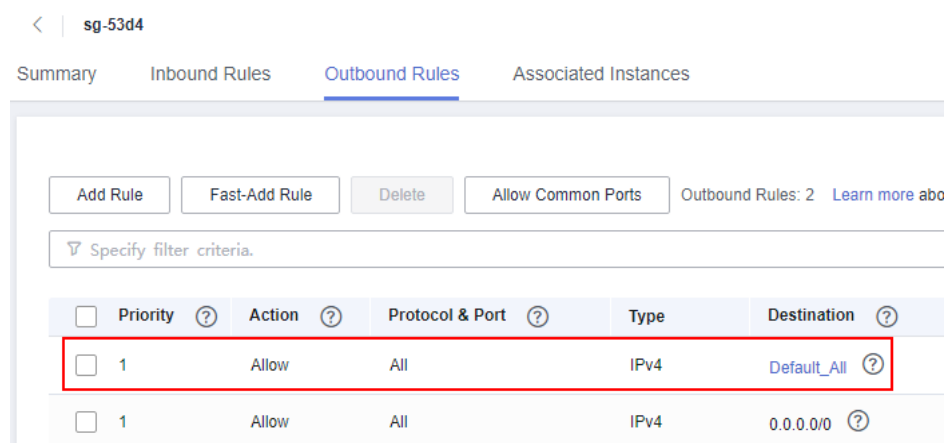 sg-53d4
Summary Inbound Rules Outbound Rules Associated Instances
Add Rule Fast-Add Rule Delete Allow Common Ports Outbound Rules: 2 Learn more abo
Specify filter criteria.
Priority ? Action ? Protocol & Port ? Type Destination ?
1 Allow All IPv4 Default_All ?
1 Allow All IPv4 0.0.0.0/0 ?